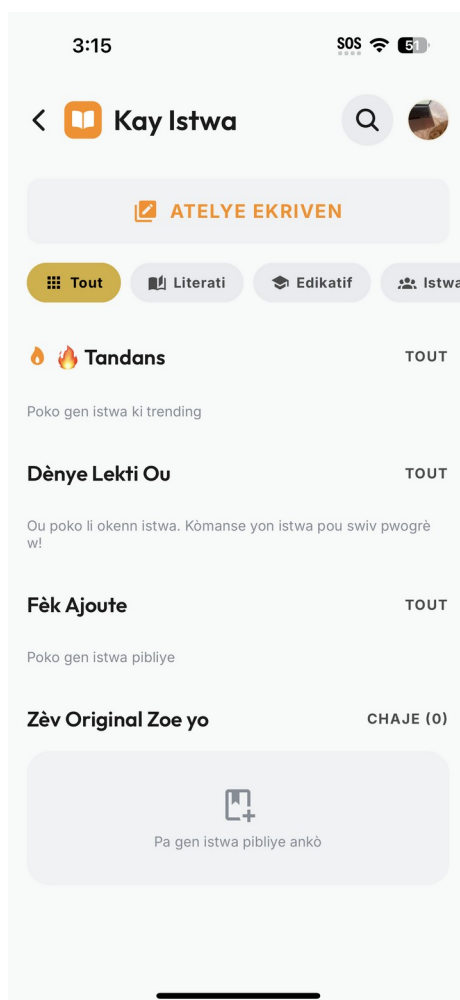 3:15
SOS
51
Kay Istwa
ATELYE EKRIVEN
Tout
Literati
Edikatif
Istwa
🔥 Tandans
TOUT
Poko gen istwa ki trending
Dènye Lekti Ou
TOUT
Ou poko li okenn istwa. Kòmanse yon istwa pou swiv pwogrè
w!
Fèk Ajoute
TOUT
Poko gen istwa pibliye
Zèv Original Zoe yo
CHAJE (0)
Pa gen istwa pibliye ankò